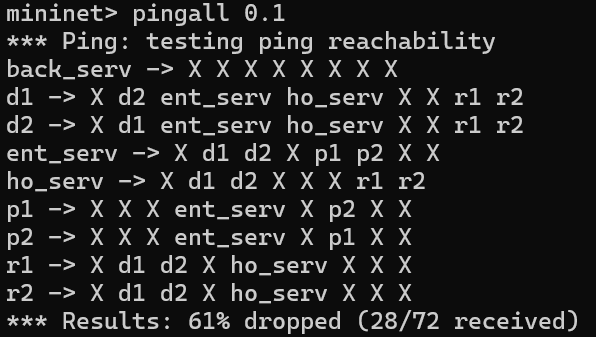 mininet> pingall 0.1
*** Ping: testing ping reachability
back_serv -> X X X X X X X X
d1 -> X d2 ent_serv ho_serv X X r1 r2
d2 -> X d1 ent_serv ho_serv X X r1 r2
ent_serv -> X d1 d2 X p1 p2 X X
ho_serv -> X d1 d2 X X X r1 r2
p1 -> X X X ent_serv X p2 X X
p2 -> X X X ent_serv X p1 X X
r1 -> X d1 d2 X ho_serv X X X
r2 -> X d1 d2 X ho_serv X X X
*** Results: 61% dropped (28/72 received)